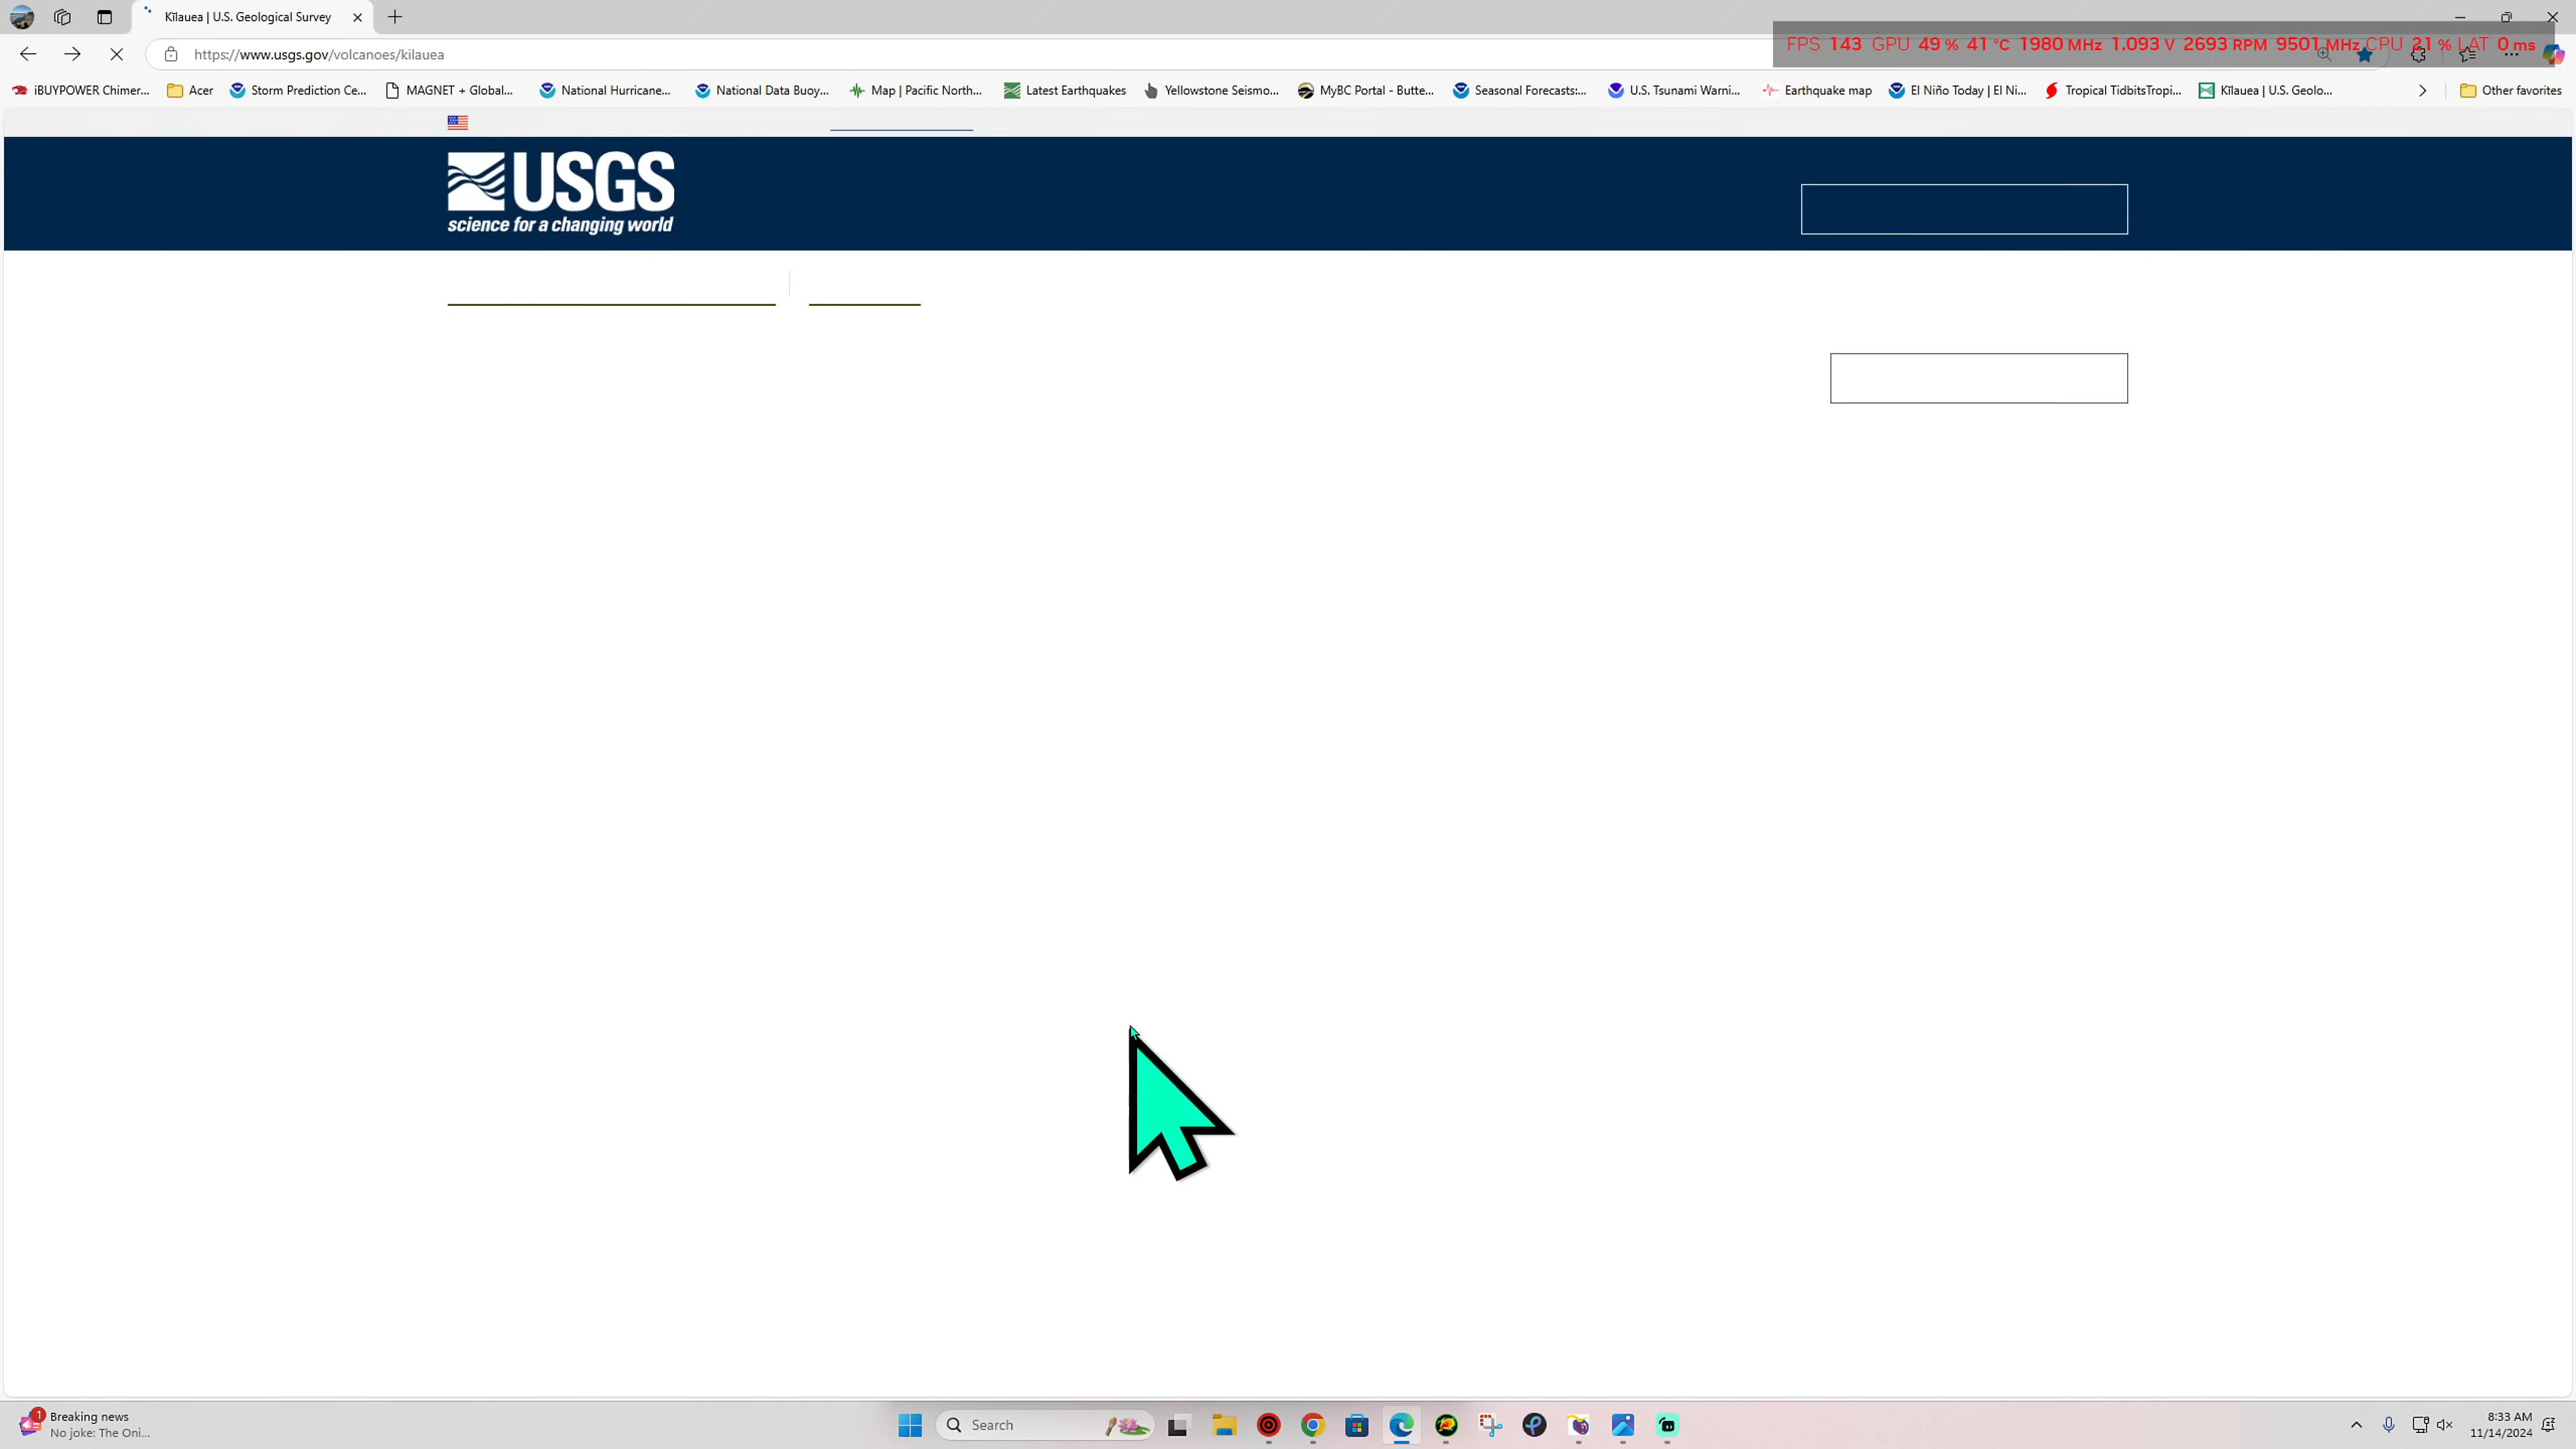 Kīlauea | U.S. Geological Survey
https://www.usgs.gov/volcanoes/kilauea
FPS 143 GPU 49 % 41 °C 1980 MHz 1.093 V 2693 RPM 9501 MHz CPU 21 % LAT 0 ms
iBUYPOWER Chimer... Acer Storm Prediction Ce... MAGNET + Global... National Hurricane... National Data Buoy... Map | Pacific North... Latest Earthquakes Yellowstone Seismo... MyBC Portal - Butte... Seasonal Forecasts:... U.S. Tsunami Warni... Earthquake map El Niño Today | El Ni... Tropical TidbitsTropi... Kīlauea | U.S. Geolo... Other favorites
USGS
science for a changing world
1 Breaking news
No joke: The Oni...
Search
8:33 AM
11/14/2024